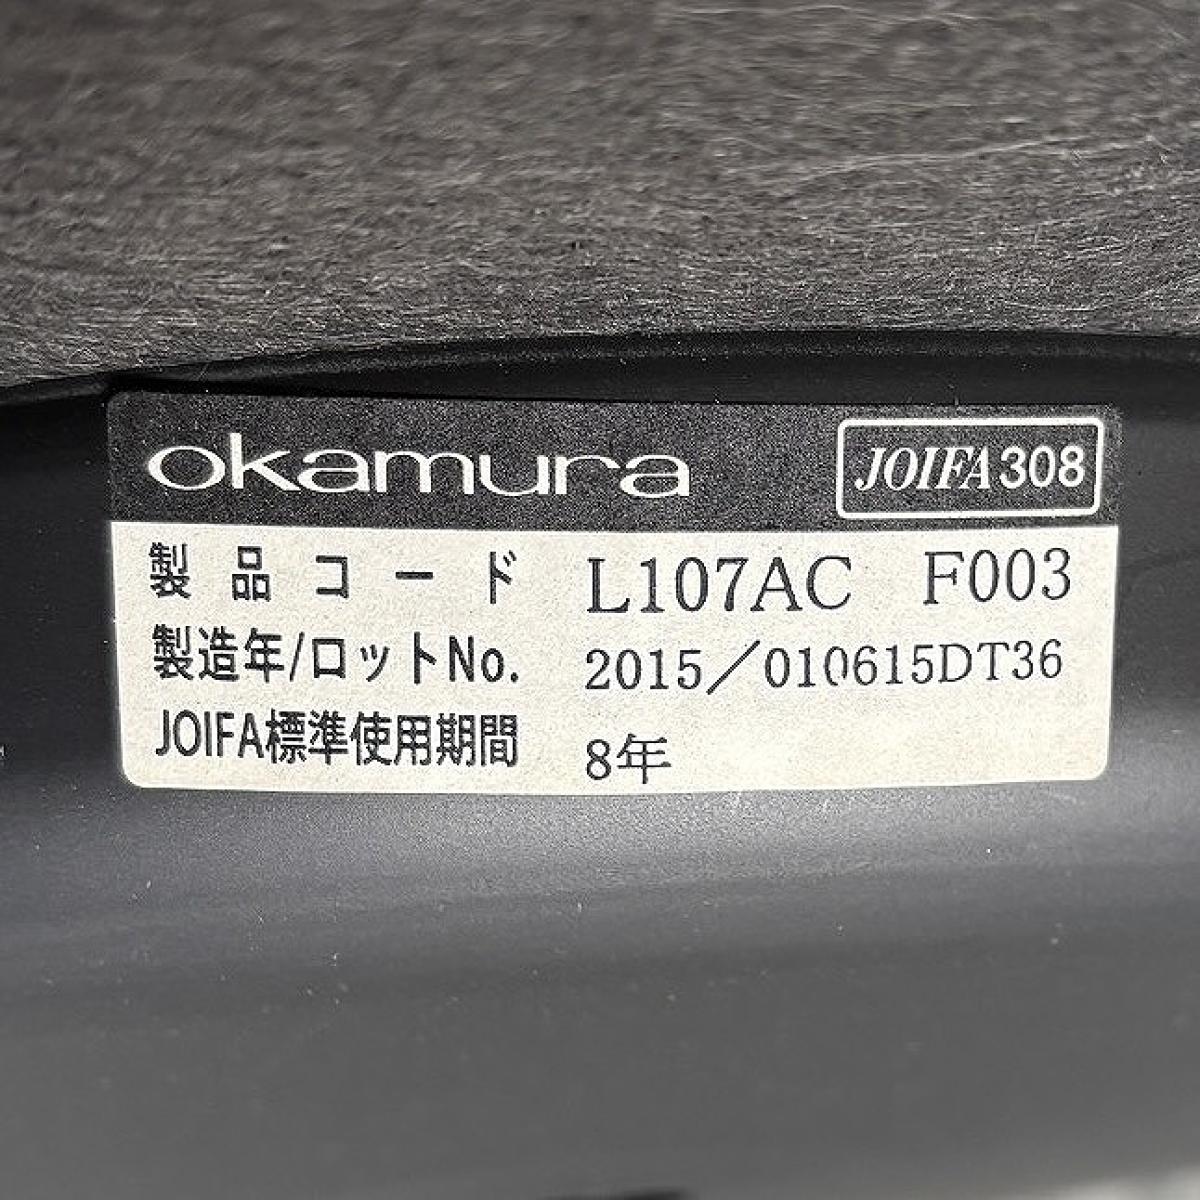 okamura JOIFA308
製品コード L107AC F003
製造年/ロットNo. 2015/010615DT36
JOIFA標準使用期間 8年